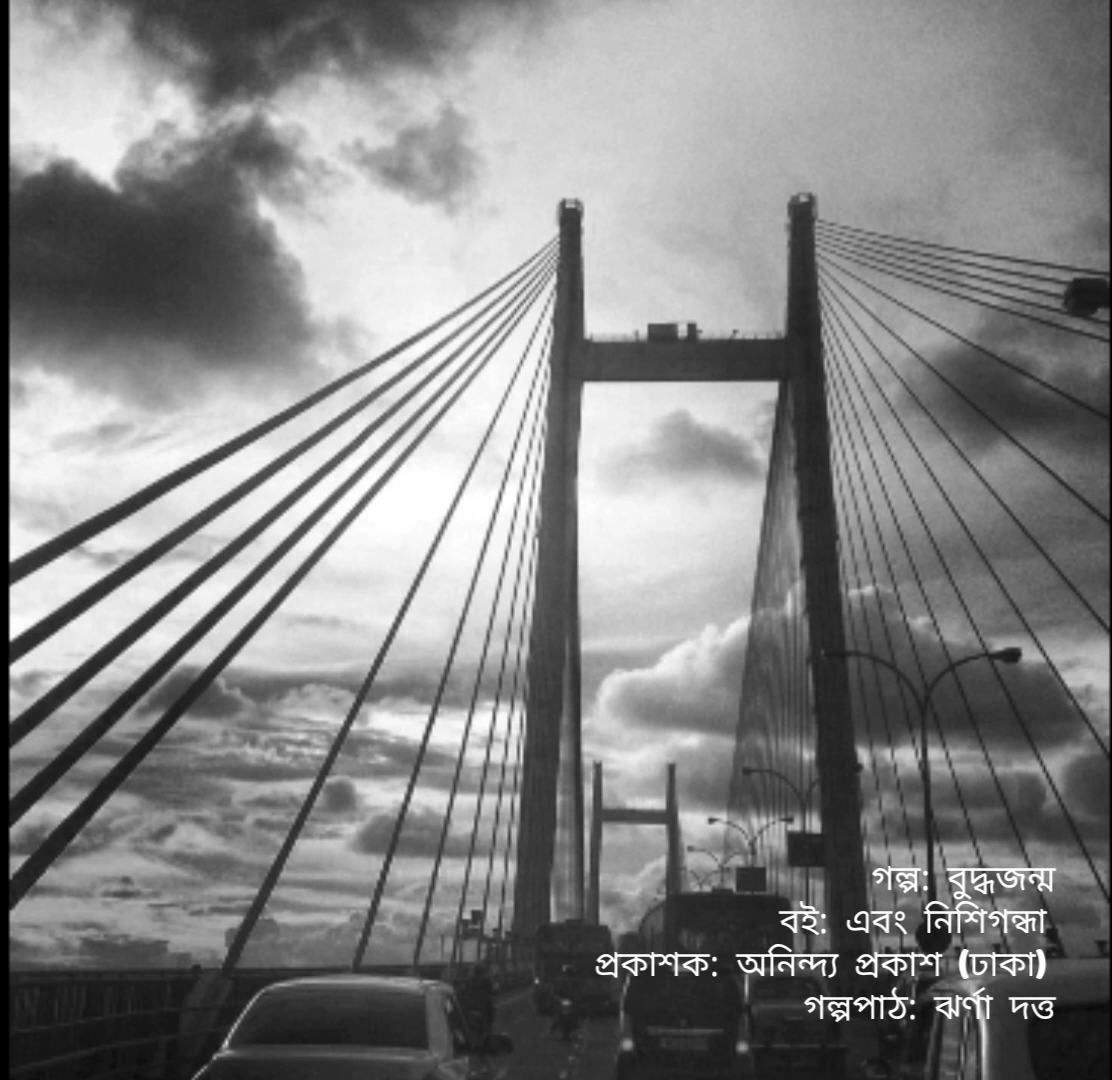 গল্প: বুদ্ধজন্ম
বই: এবং নিশিগন্ধা
প্রকাশক: অনিন্দ্য প্রকাশ (ঢাকা)
গল্পপাঠ: ঝর্ণা দত্ত